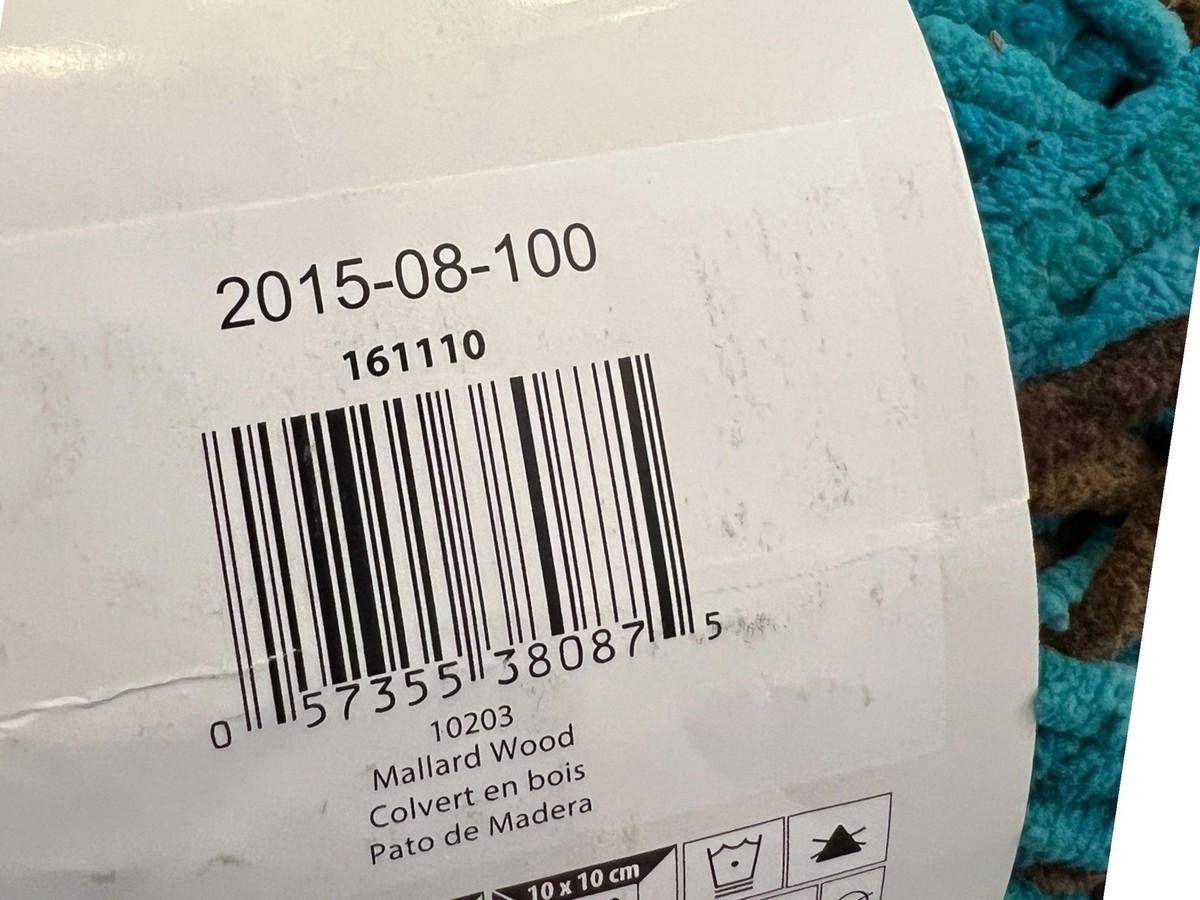 2015-08-100
161110
0 57355 38087 5
10203
Mallard Wood
Colvert en bois
Pato de Madera
10 x 10 cm